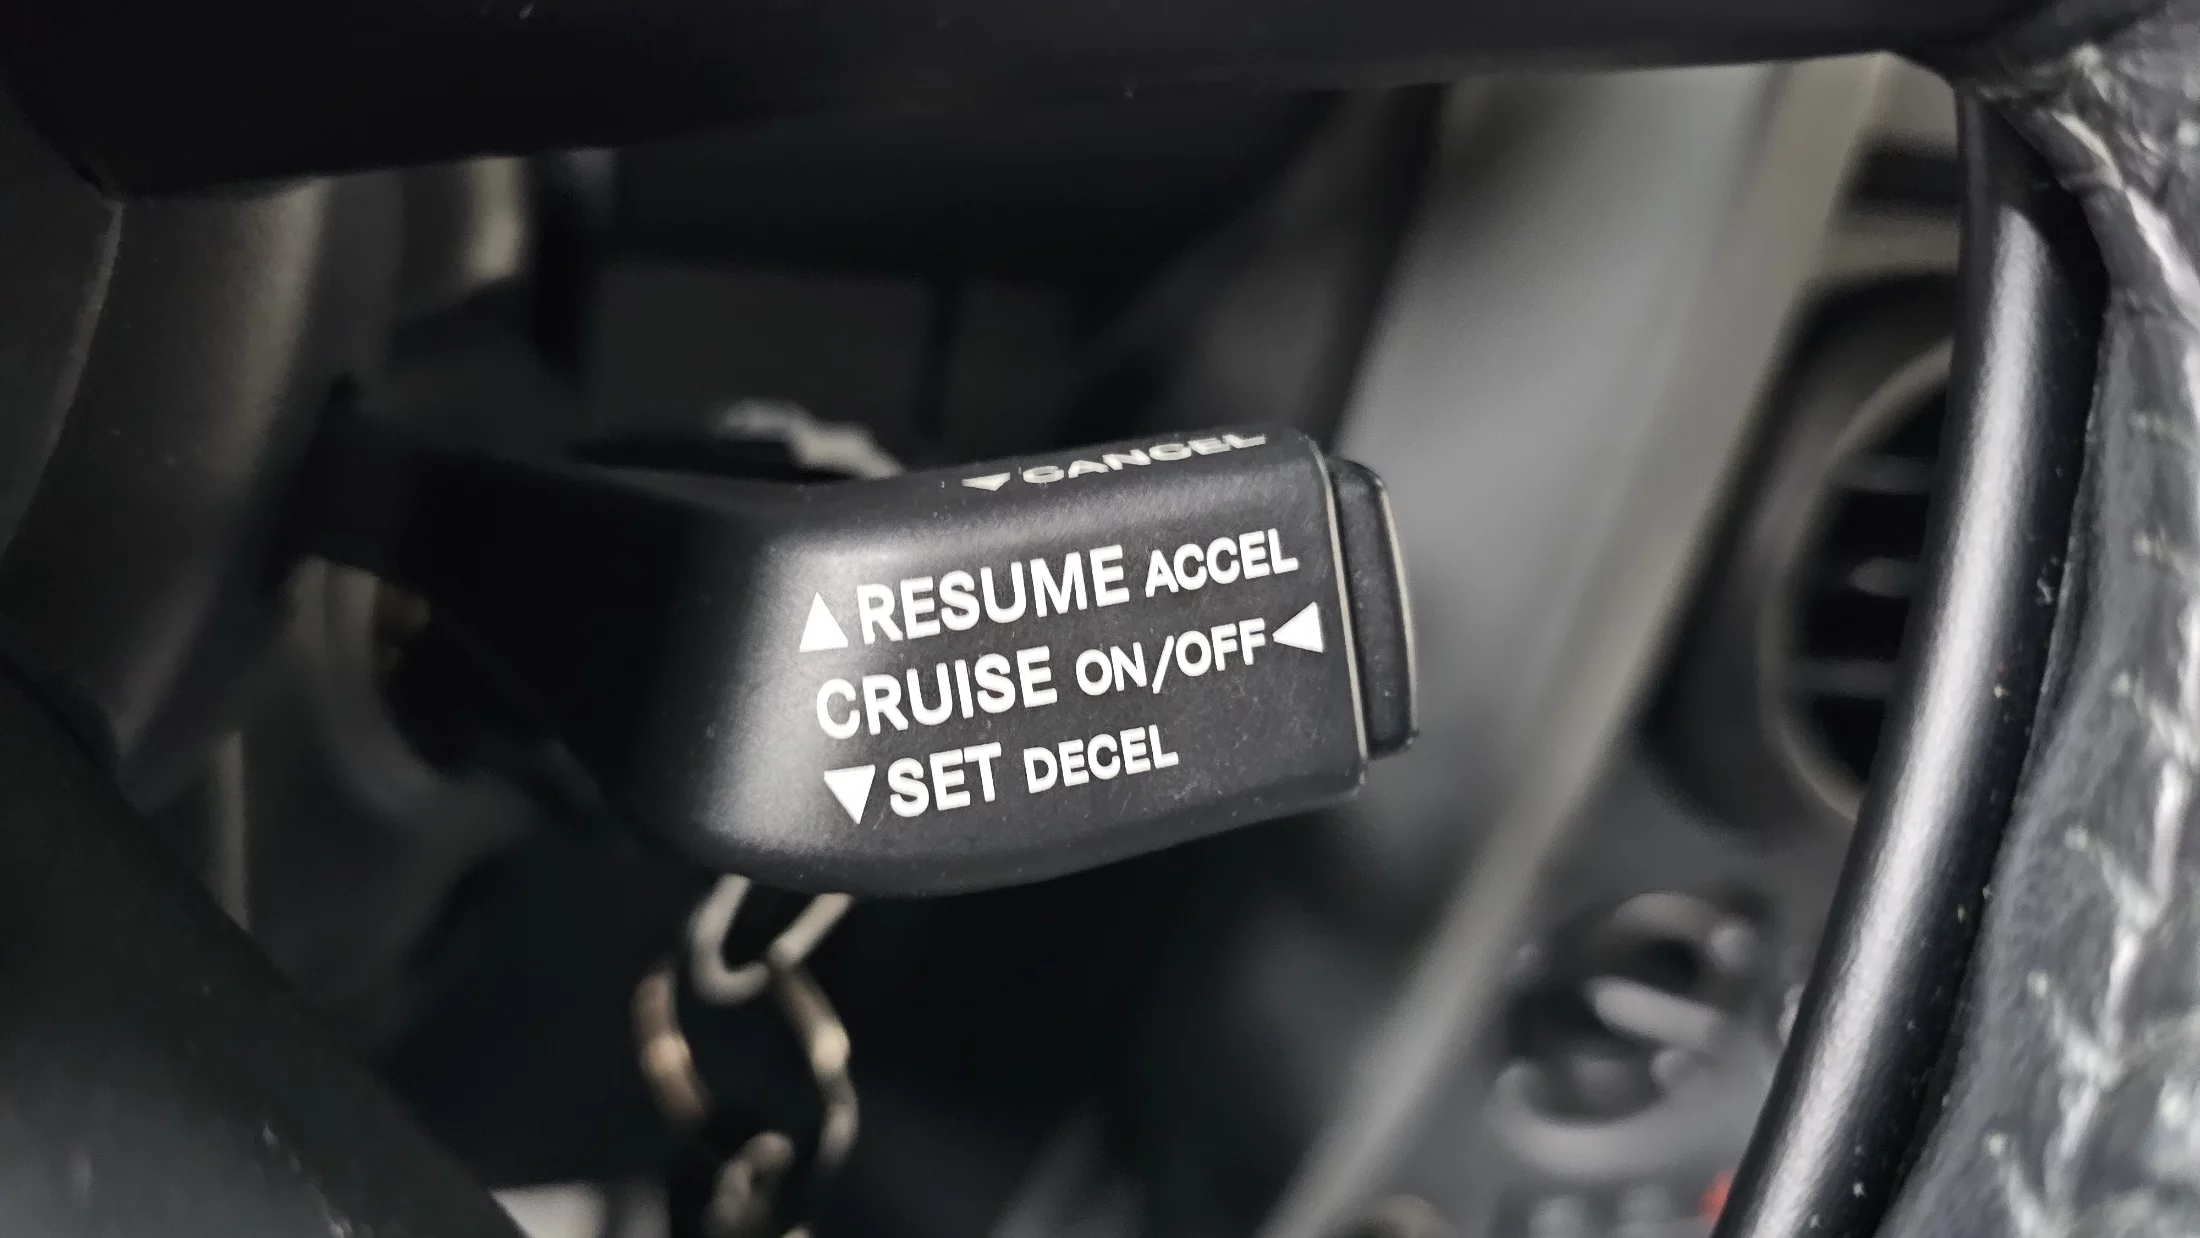 ▼CANCEL
▲RESUME ACCEL
CRUISE ON/OFF◀
▼SET DECEL